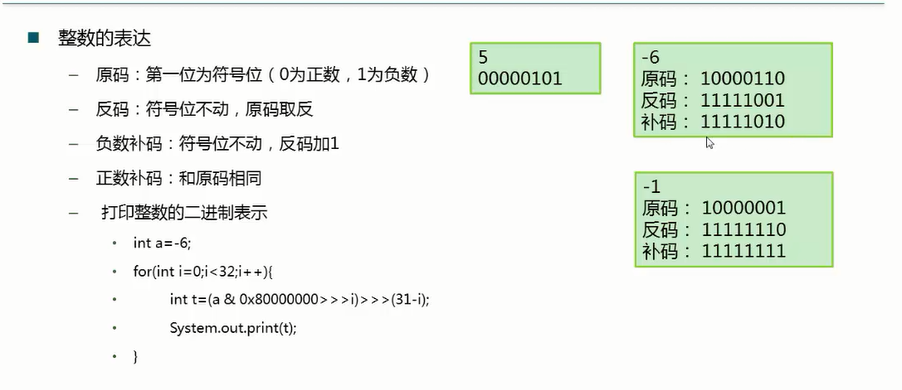 整数的表达
– 原码：第一位为符号位（0为正数，1为负数）
– 反码：符号位不动，原码取反
– 负数补码：符号位不动，反码加1
– 正数补码：和原码相同
– 打印整数的二进制表示
• int a=-6;
• for(int i=0;i<32;i++){
• int t=(a & 0x80000000>>>i)>>>(31-i);
• System.out.print(t);
• }
5
00000101
-6
原码： 10000110
反码： 11111001
补码： 11111010
-1
原码： 10000001
反码： 11111110
补码： 11111111